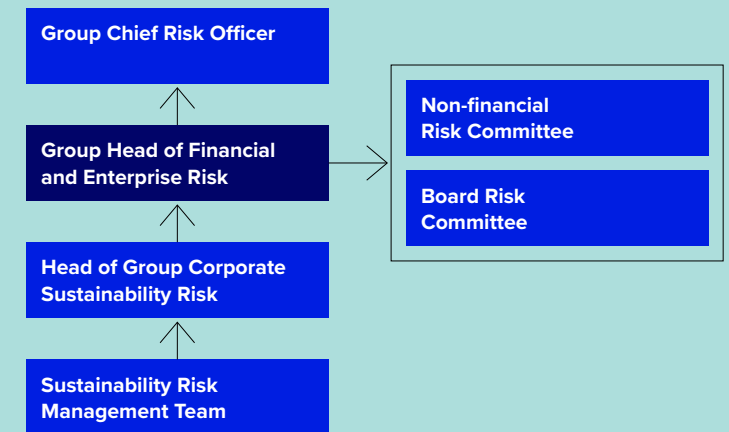 Group Chief Risk Officer
Group Head of Financial
and Enterprise Risk
Non-financial
Risk Committee
Board Risk
Committee
Head of Group Corporate
Sustainability Risk
Sustainability Risk
Management Team